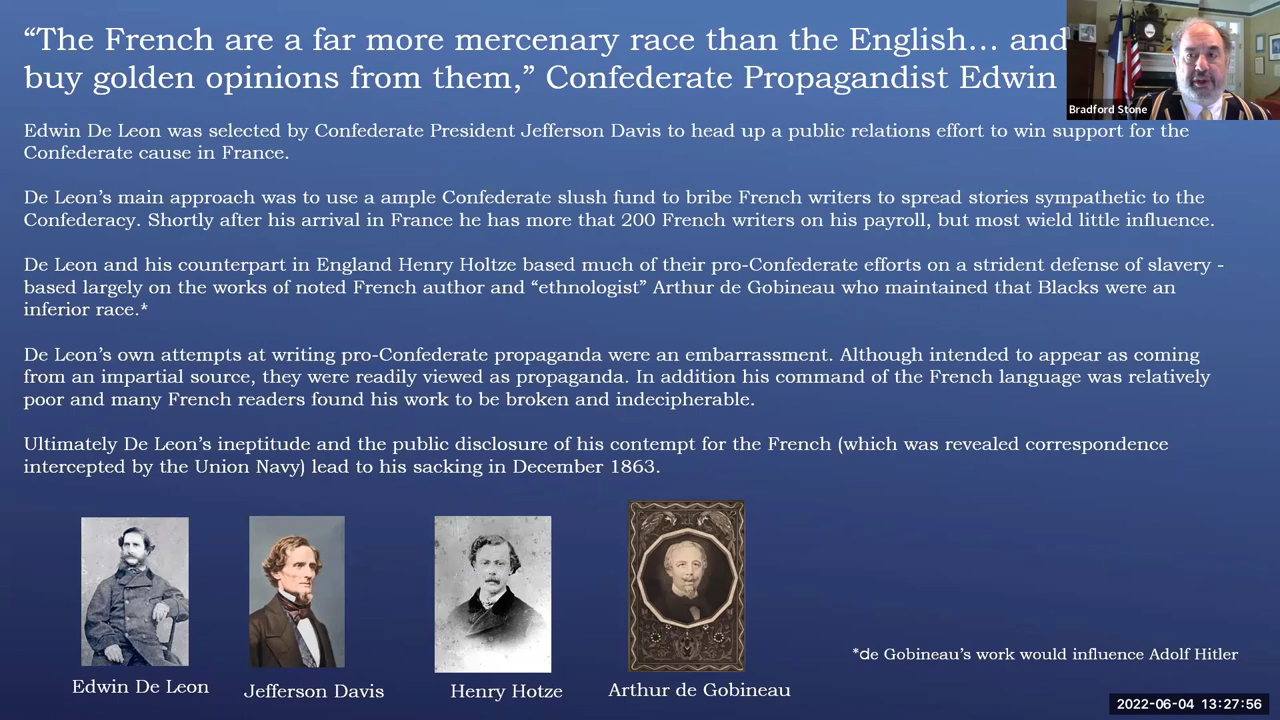 “The French are a far more mercenary race than the English... and
buy golden opinions from them,” Confederate Propagandist Edwin
Bradford Stone
Edwin De Leon was selected by Confederate President Jefferson Davis to head up a public relations effort to win support for the
Confederate cause in France.
De Leon’s main approach was to use a ample Confederate slush fund to bribe French writers to spread stories sympathetic to the
Confederacy. Shortly after his arrival in France he has more that 200 French writers on his payroll, but most wield little influence.
De Leon and his counterpart in England Henry Holtze based much of their pro-Confederate efforts on a strident defense of slavery -
based largely on the works of noted French author and “ethnologist” Arthur de Gobineau who maintained that Blacks were an
inferior race.*
De Leon’s own attempts at writing pro-Confederate propaganda were an embarrassment. Although intended to appear as coming
from an impartial source, they were readily viewed as propaganda. In addition his command of the French language was relatively
poor and many French readers found his work to be broken and indecipherable.
Ultimately De Leon’s ineptitude and the public disclosure of his contempt for the French (which was revealed correspondence
intercepted by the Union Navy) lead to his sacking in December 1863.
Edwin De Leon
Jefferson Davis
Henry Hotze
Arthur de Gobineau
*de Gobineau’s work would influence Adolf Hitler
2022-06-04 13:27:56